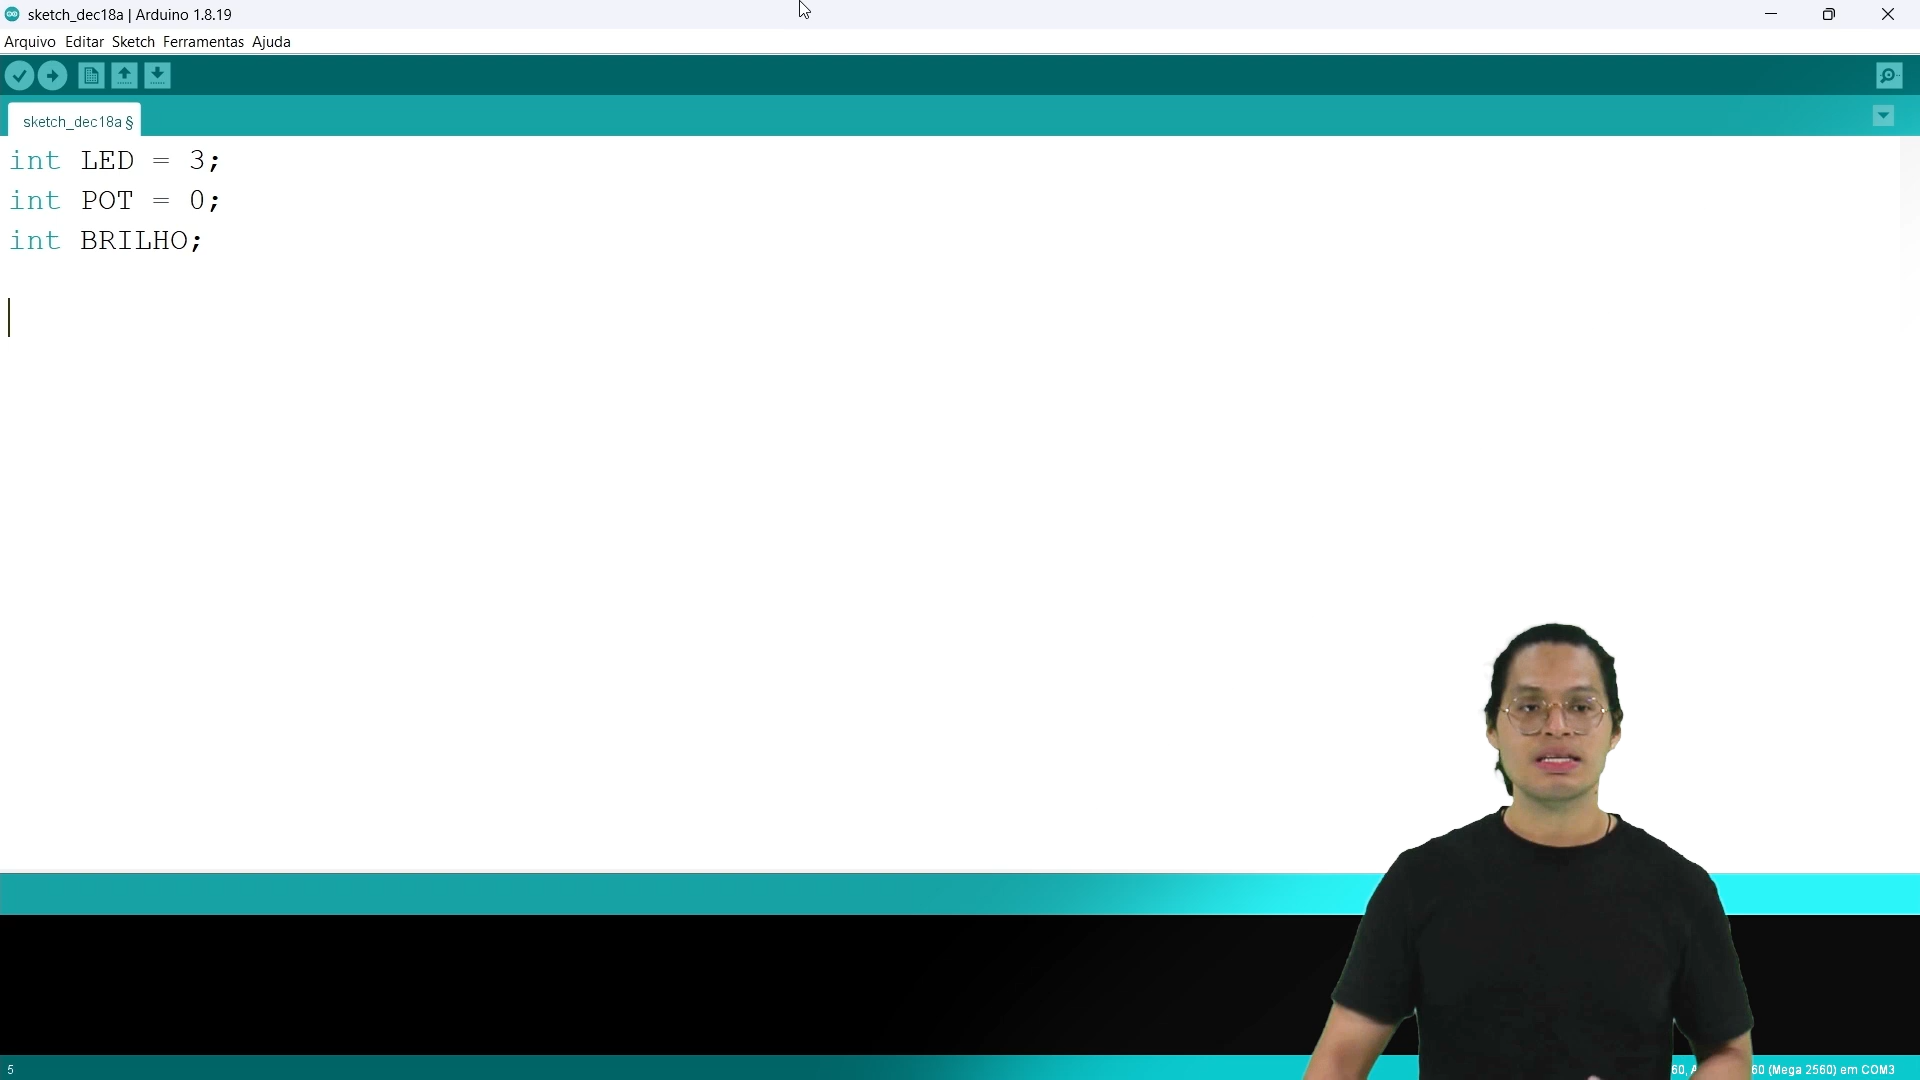 sketch_dec18a | Arduino 1.8.19
Arquivo Editar Sketch Ferramentas Ajuda
sketch_dec18a §
int LED = 3;
int POT = 0;
int BRILHO;
5
(Mega 2560) em COM3